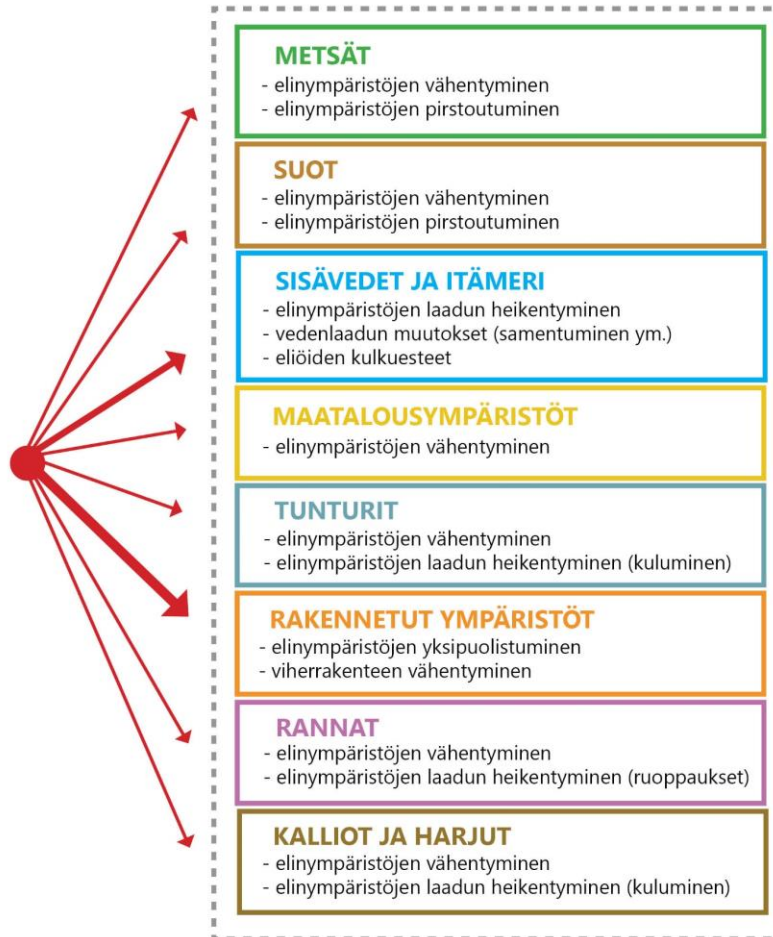 METSÄT
- elinympäristöjen vähentyminen
- elinympäristöjen pirstoutuminen
SUOT
- elinympäristöjen vähentyminen
- elinympäristöjen pirstoutuminen
SISÄVEDET JA ITÄMERI
- elinympäristöjen laadun heikentyminen
- vedenlaadun muutokset (samentuminen ym.)
- eliöiden kulkuesteet
MAATALOUSYMPÄRISTÖT
- elinympäristöjen vähentyminen
TUNTURIT
- elinympäristöjen vähentyminen
- elinympäristöjen laadun heikentyminen (kuluminen)
RAKENNETUT YMPÄRISTÖT
- elinympäristöjen yksipuolistuminen
- viherrakenteen vähentyminen
RANNAT
- elinympäristöjen vähentyminen
- elinympäristöjen laadun heikentyminen (ruoppaukset)
KALLIOT JA HARJUT
- elinympäristöjen vähentyminen
- elinympäristöjen laadun heikentyminen (kuluminen)